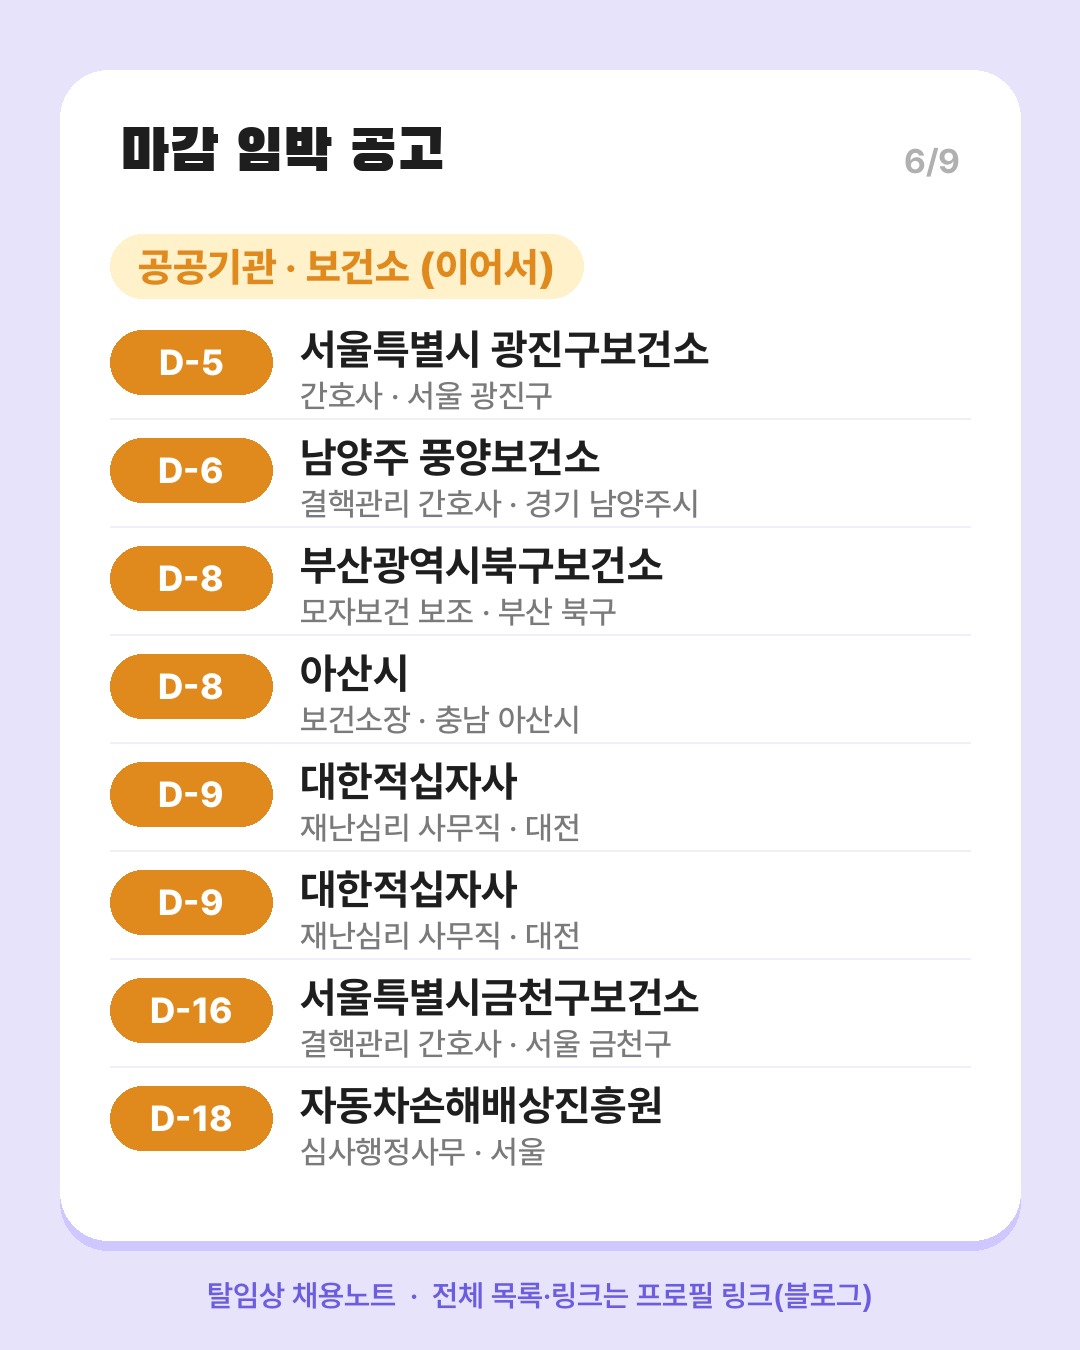 마감 임박 공고
6/9
공공기관 · 보건소 (이어서)
D-5
서울특별시 광진구보건소
간호사 · 서울 광진구
D-6
남양주 풍양보건소
결핵관리 간호사 · 경기 남양주시
D-8
부산광역시북구보건소
모자보건 보조 · 부산 북구
D-8
아산시
보건소장 · 충남 아산시
D-9
대한적십자사
재난심리 사무직 · 대전
D-9
대한적십자사
재난심리 사무직 · 대전
D-16
서울특별시금천구보건소
결핵관리 간호사 · 서울 금천구
D-18
자동차손해배상진흥원
심사행정사무 · 서울
탈임상 채용노트 · 전체 목록·링크는 프로필 링크(블로그)